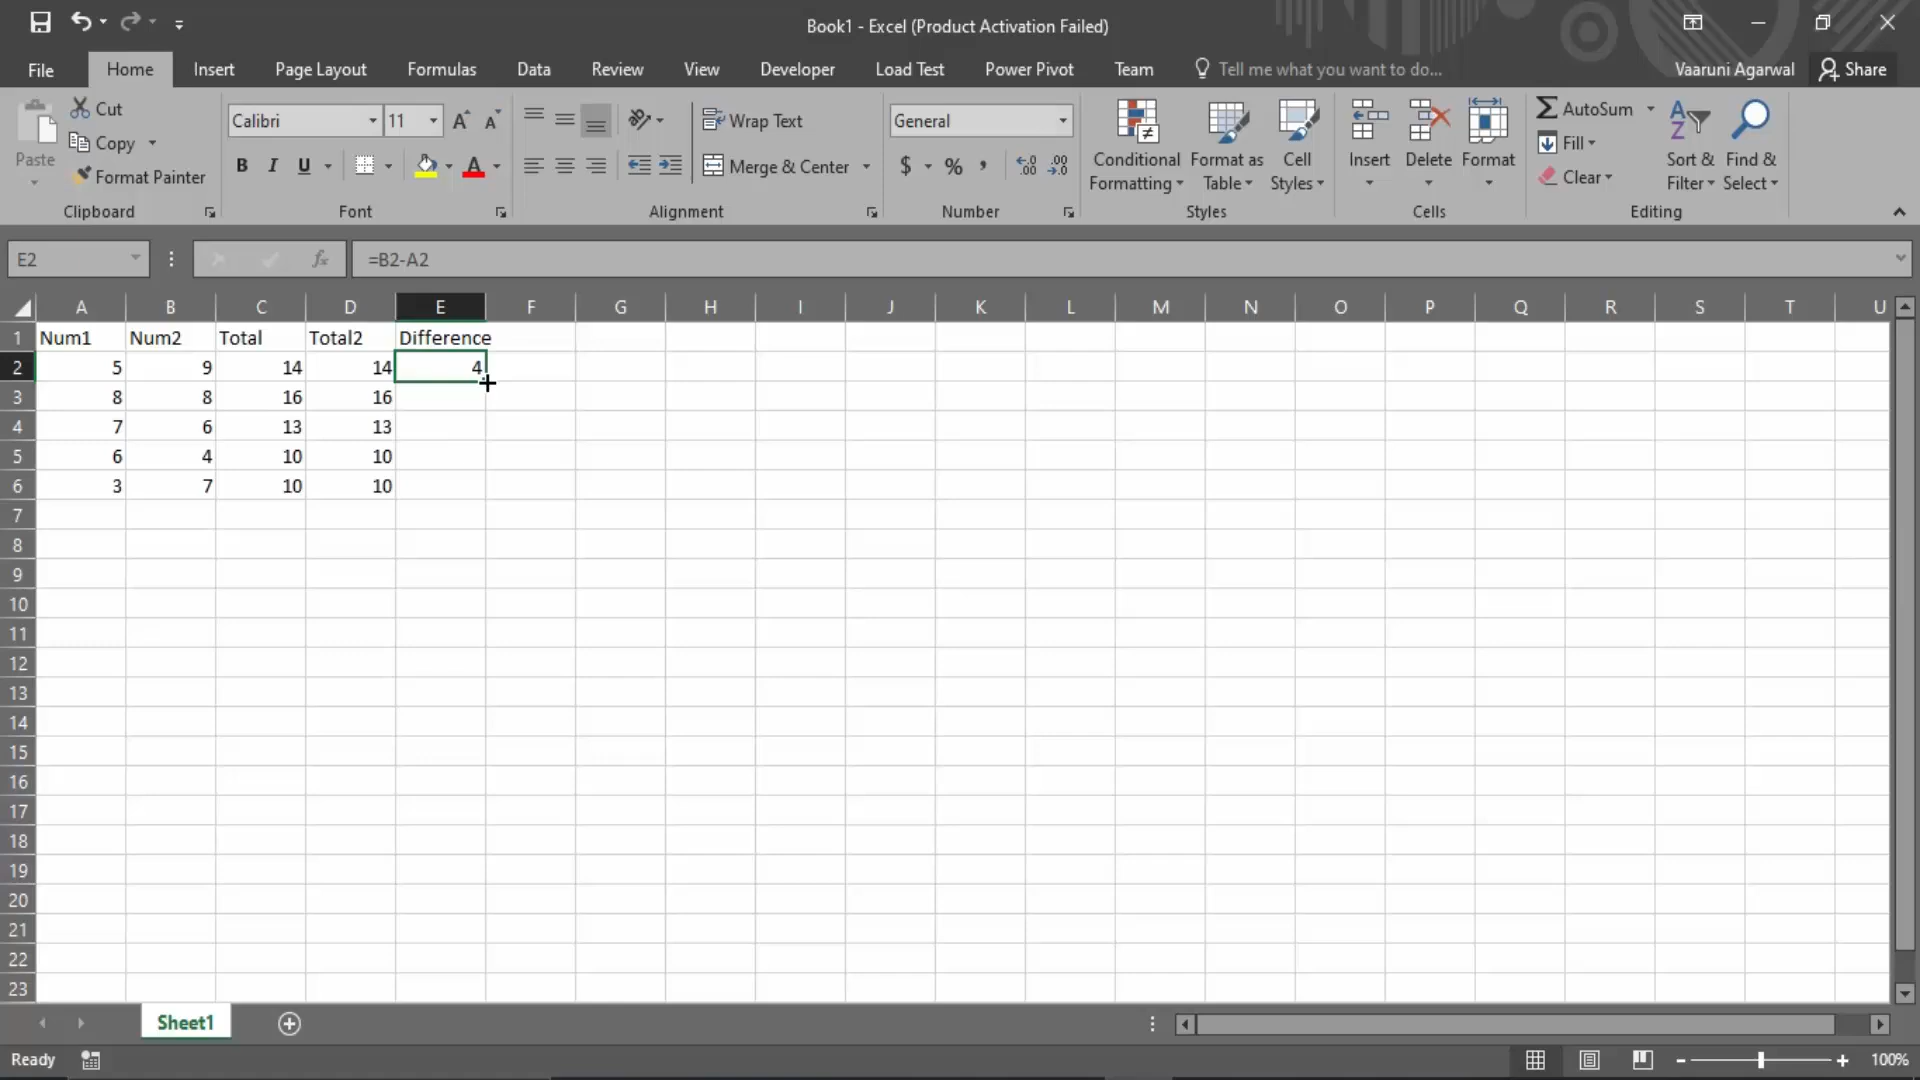 Book1 - Excel (Product Activation Failed)
File Home Insert Page Layout Formulas Data Review View Developer Load Test Power Pivot Team Tell me what you want to do... Vaaruni Agarwal Share
Paste
Cut
Copy
Format Painter
Clipboard
Calibri 11
B I U A
Font
Wrap Text
Merge & Center
Alignment
General
$ % , .00 .00
Number
Conditional Formatting
Format as Table
Cell Styles
Styles
Insert Delete Format
Cells
AutoSum
Fill
Clear
Sort & Filter
Find & Select
Editing
E2 fx =B2-A2
A B C D E F G H I J K L M N O P Q R S T U
1 Num1 Num2 Total Total2 Difference
2 5 9 14 14 4
3 8 8 16 16
4 7 6 13 13
5 6 4 10 10
6 3 7 10 10
7
8
9
10
11
12
13
14
15
16
17
18
19
20
21
22
23
Sheet1
Ready 100%